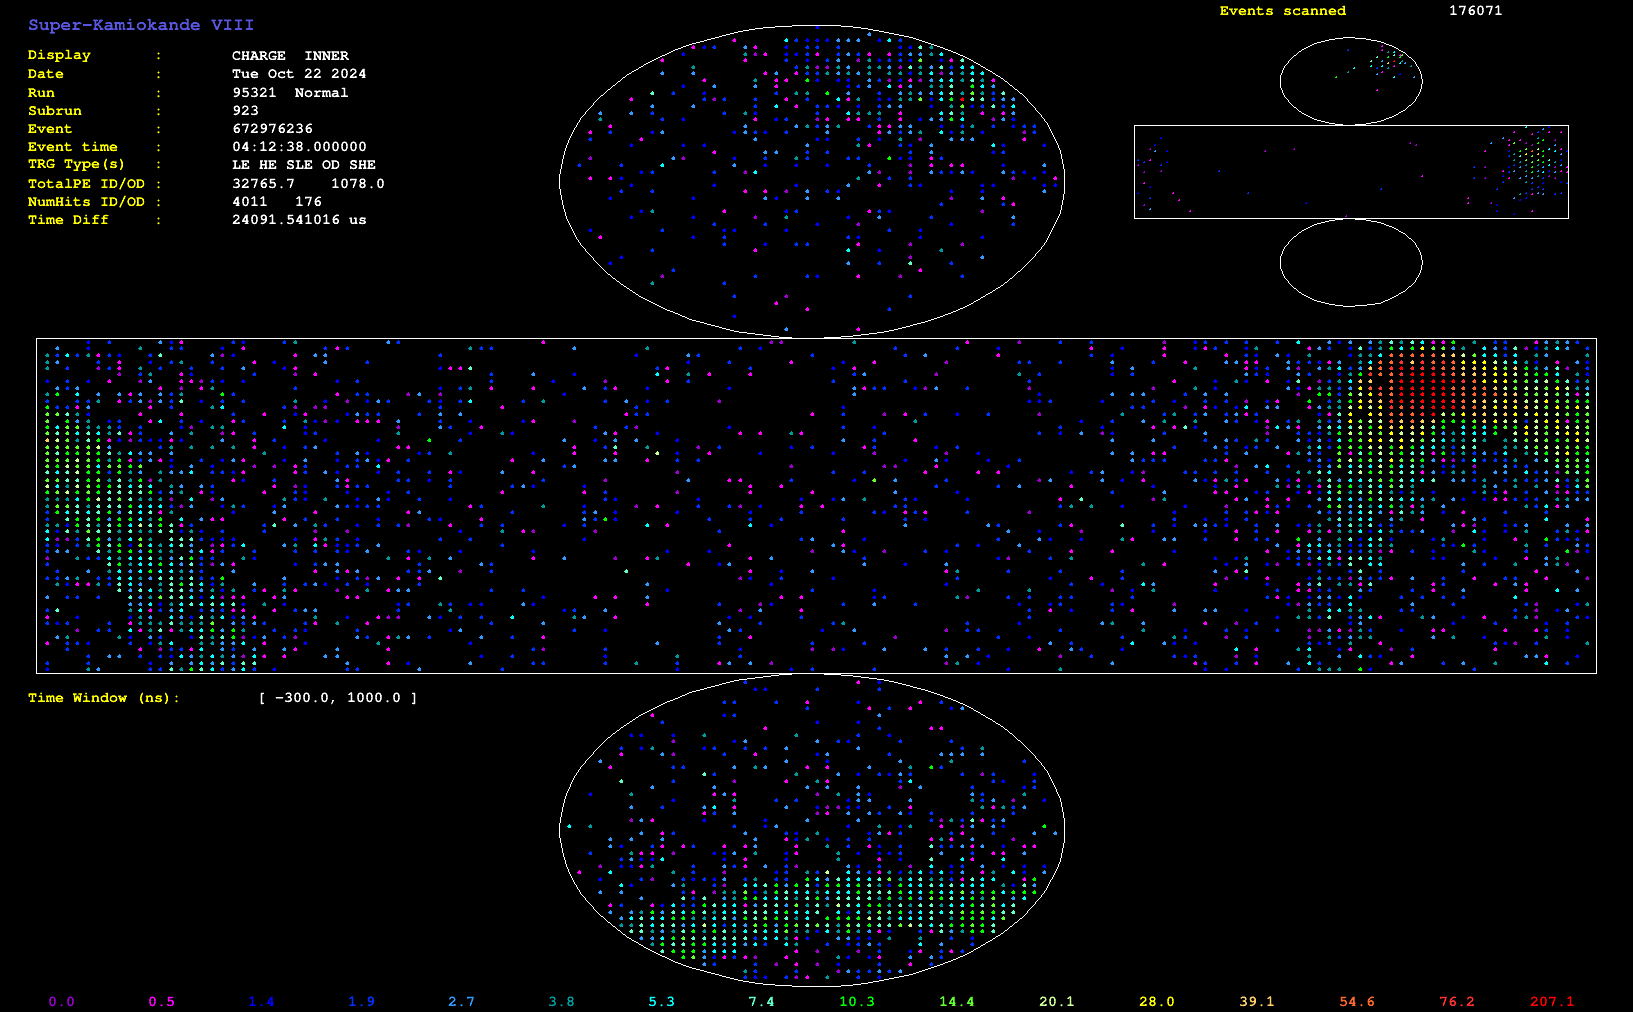 Super-Kamiokande VIII
Events scanned 176071
Display : CHARGE INNER
Date : Tue Oct 22 2024
Run : 95321 Normal
Subrun : 923
Event : 672976236
Event time : 04:12:38.000000
TRG Type(s) : LE HE SLE OD SHE
TotalPE ID/OD : 32765.7 1078.0
NumHits ID/OD : 4011 176
Time Diff : 24091.541016 us
Time Window (ns): [ -300.0, 1000.0 ]
0.0 0.5 1.4 1.9 2.7 3.8 5.3 7.4 10.3 14.4 20.1 28.0 39.1 54.6 76.2 207.1